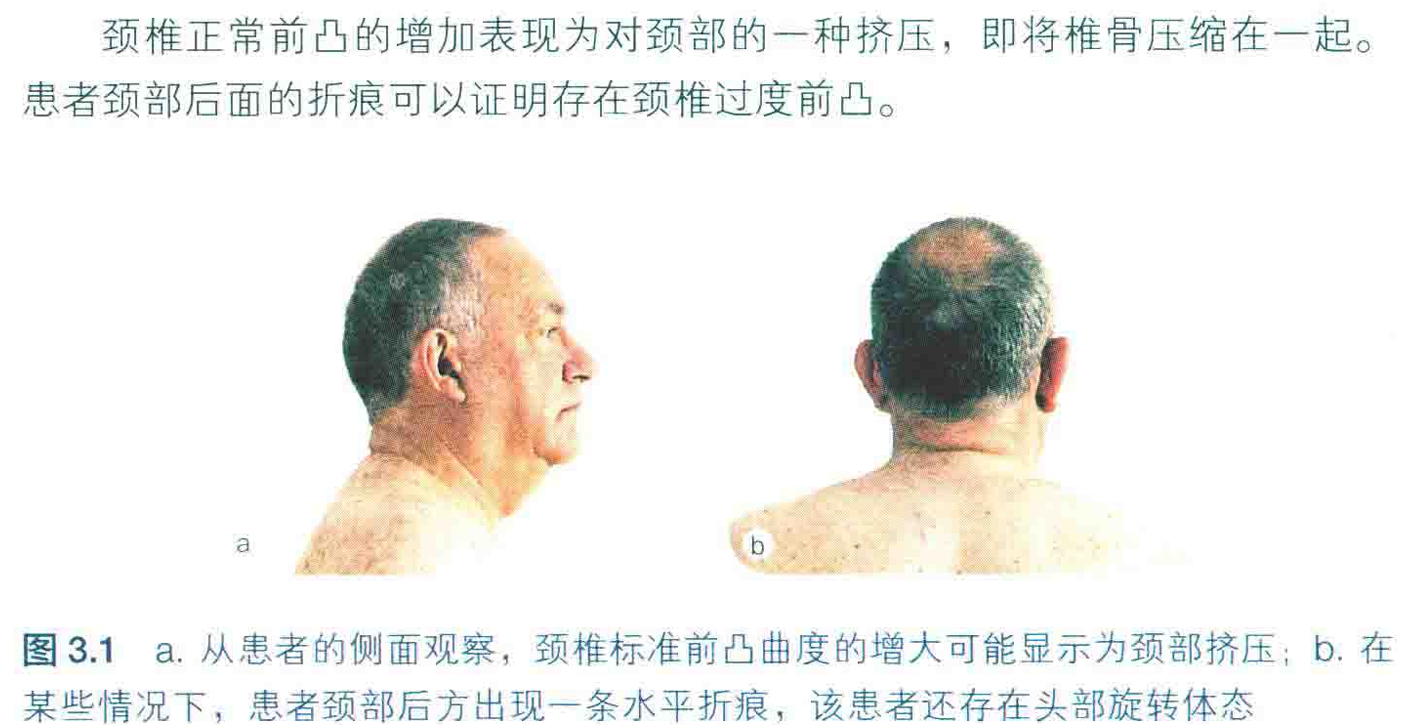 颈椎正常前凸的增加表现为对颈部的一种挤压，即将椎骨压缩在一起。
患者颈部后面的折痕可以证明存在颈椎过度前凸。
a
b
图 3.1 a. 从患者的侧面观察，颈椎标准前凸曲度的增大可能显示为颈部挤压；b. 在
某些情况下，患者颈部后方出现一条水平折痕，该患者还存在头部旋转体态